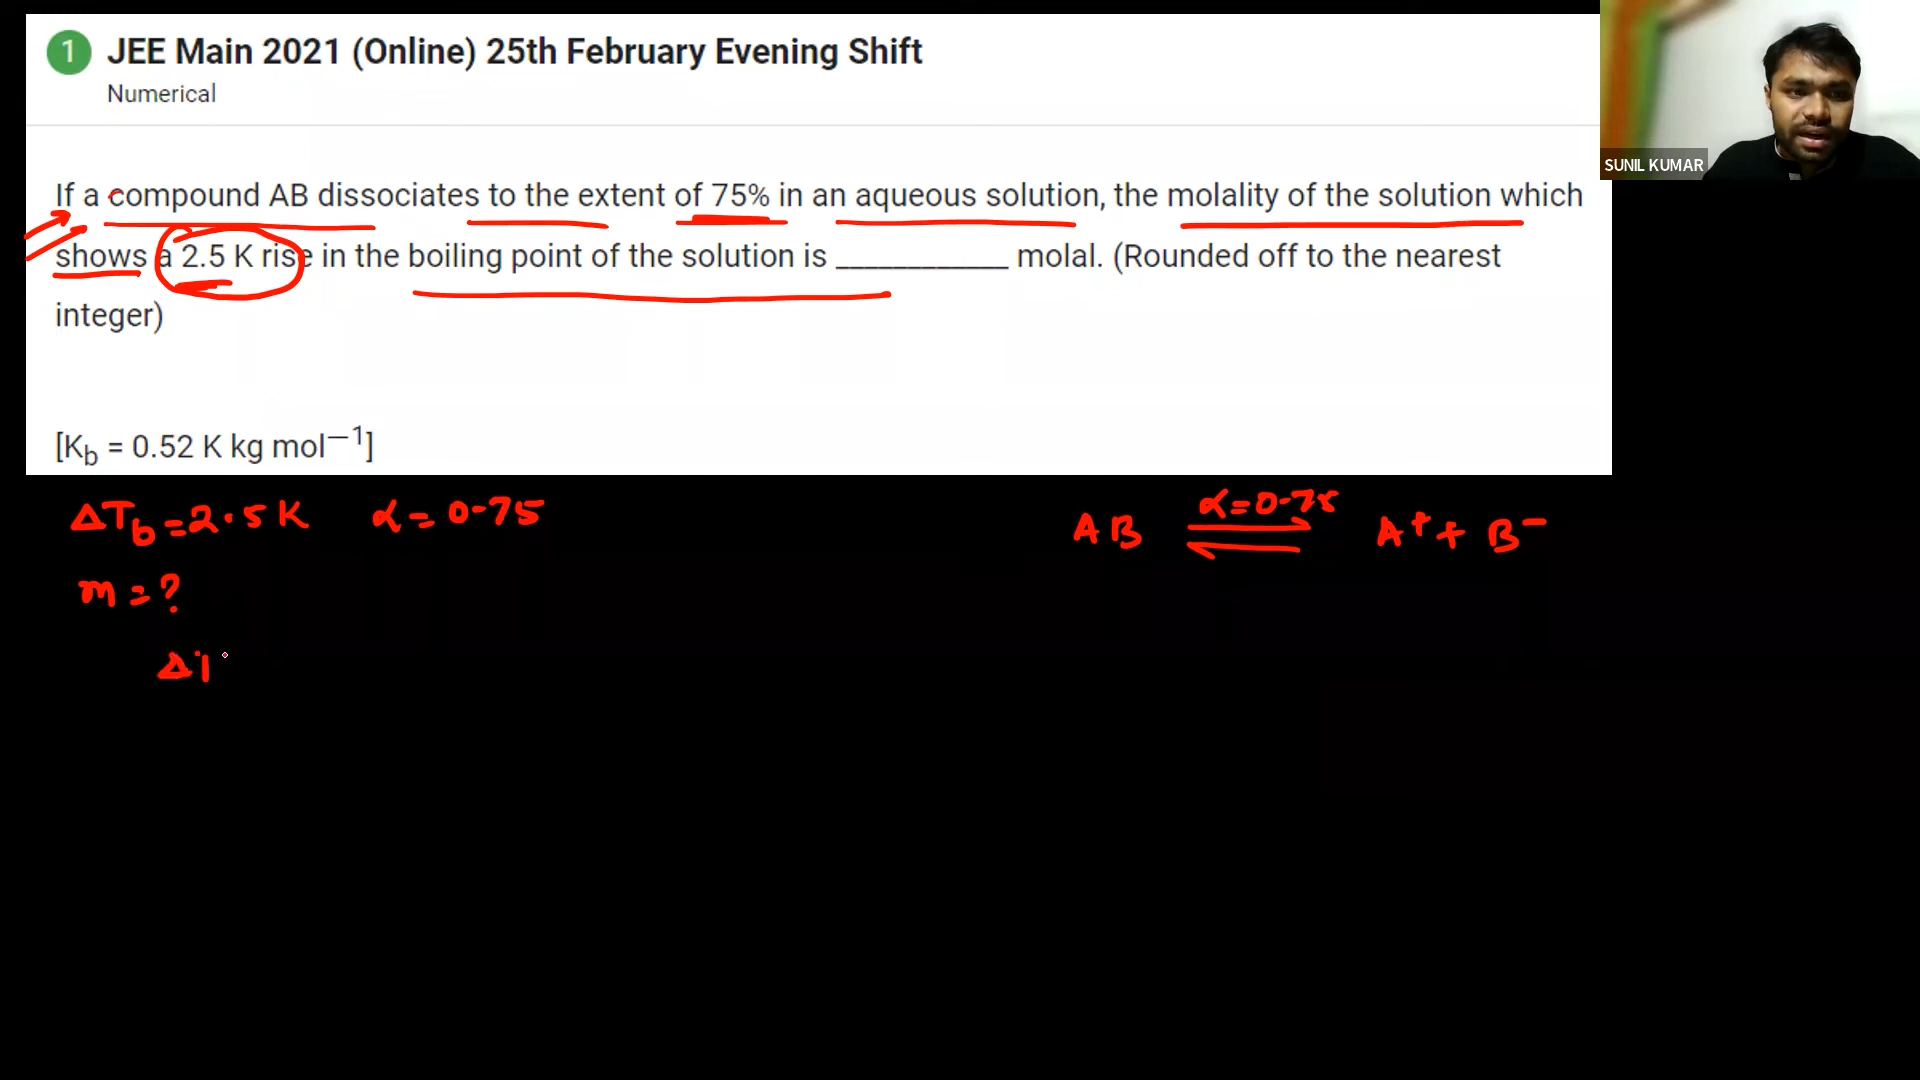 1 JEE Main 2021 (Online) 25th February Evening Shift
Numerical
SUNIL KUMAR
If a compound AB dissociates to the extent of 75% in an aqueous solution, the molality of the solution which
shows a 2.5 K rise in the boiling point of the solution is ____________ molal. (Rounded off to the nearest
integer)
[K_b = 0.52 K kg mol⁻¹]
ΔT_b = 2.5 K α = 0.75
AB ⇌ A⁺ + B⁻
α = 0.75
m = ?
Δ